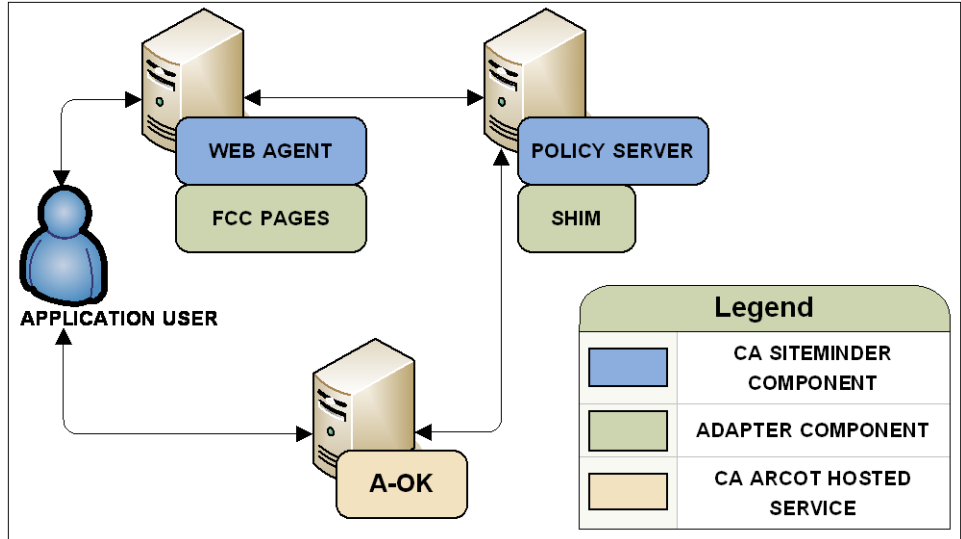 WEB AGENT
FCC PAGES
POLICY SERVER
SHIM
APPLICATION USER
A-OK
Legend
CA SITEMINDER
COMPONENT
ADAPTER COMPONENT
CA ARCOT HOSTED
SERVICE